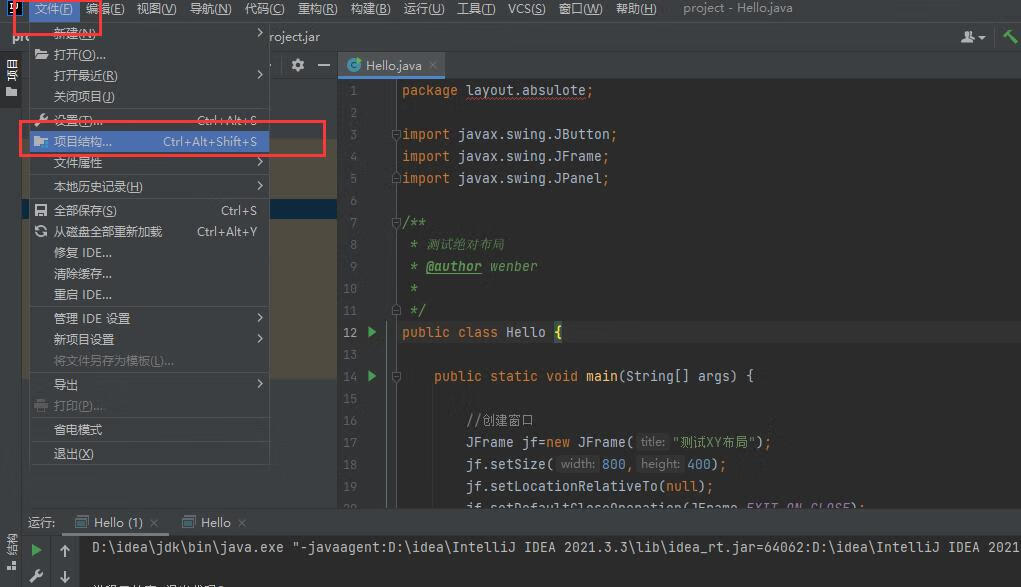 文件(F) 编辑(E) 视图(V) 导航(N) 代码(C) 重构(R) 构建(B) 运行(U) 工具(T) VCS(S) 窗口(W) 帮助(H) project - Hello.java
roject.jar
新建(N)
打开(O)...
打开最近(R)
关闭项目(J)
设置(T)... Ctrl+Alt+S
项目结构... Ctrl+Alt+Shift+S
文件属性
本地历史记录(H)
全部保存(S) Ctrl+S
从磁盘全部重新加载 Ctrl+Alt+Y
修复 IDE...
清除缓存...
重启 IDE...
管理 IDE 设置
新项目设置
将文件另存为模板(L)...
导出
打印(P)...
省电模式
退出(X)
项目
结构
Hello.java
1 package layout.absulote;
2
3 import javax.swing.JButton;
4 import javax.swing.JFrame;
5 import javax.swing.JPanel;
6
7 /**
8 * 测试绝对布局
9 * @author wenber
10 *
11 */
12 public class Hello {
13
14 public static void main(String[] args) {
15
16 //创建窗口
17 JFrame jf=new JFrame( title: "测试XY布局");
18 jf.setSize( width: 800, height: 400);
19 jf.setLocationRelativeTo(null);
20 jf.setDefaultCloseOperation(JFrame.EXIT_ON_CLOSE);
运行: Hello (1) Hello
D:\idea\jdk\bin\java.exe "-javaagent:D:\idea\IntelliJ IDEA 2021.3.3\lib\idea_rt.jar=64062:D:\idea\IntelliJ IDEA 2021